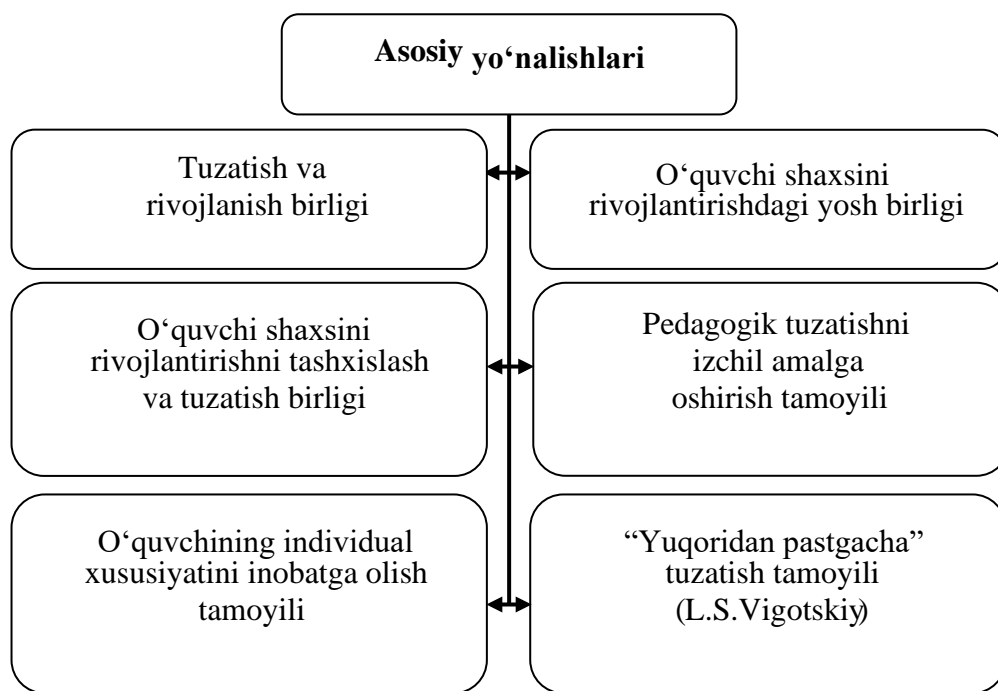 Asosiy yo‘nalishlari
Tuzatish va
rivojlanish birligi
O‘quvchi shaxsini
rivojlantirishdagi yosh birligi
O‘quvchi shaxsini
rivojlantirishni tashxislash
va tuzatish birligi
Pedagogik tuzatishni
izchil amalga
oshirish tamoyili
O‘quvchining individual
xususiyatini inobatga olish
tamoyili
“Yuqoridan pastgacha”
tuzatish tamoyili
(L.S.Vigotskiy)